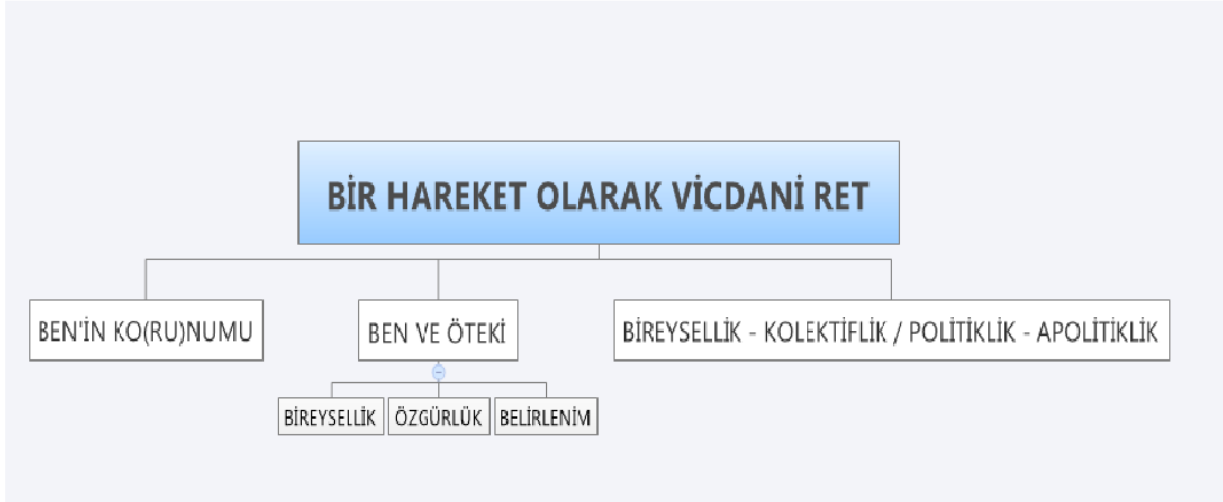 BİR HAREKET OLARAK VİCDANİ RET
BEN'İN KO(RU)NUMU
BEN VE ÖTEKİ
BİREYSELLİK - KOLEKTİFLİK / POLİTİKLİK - APOLİTİKLİK
BİREYSELLİK
ÖZGÜRLÜK
BELİRLENİM